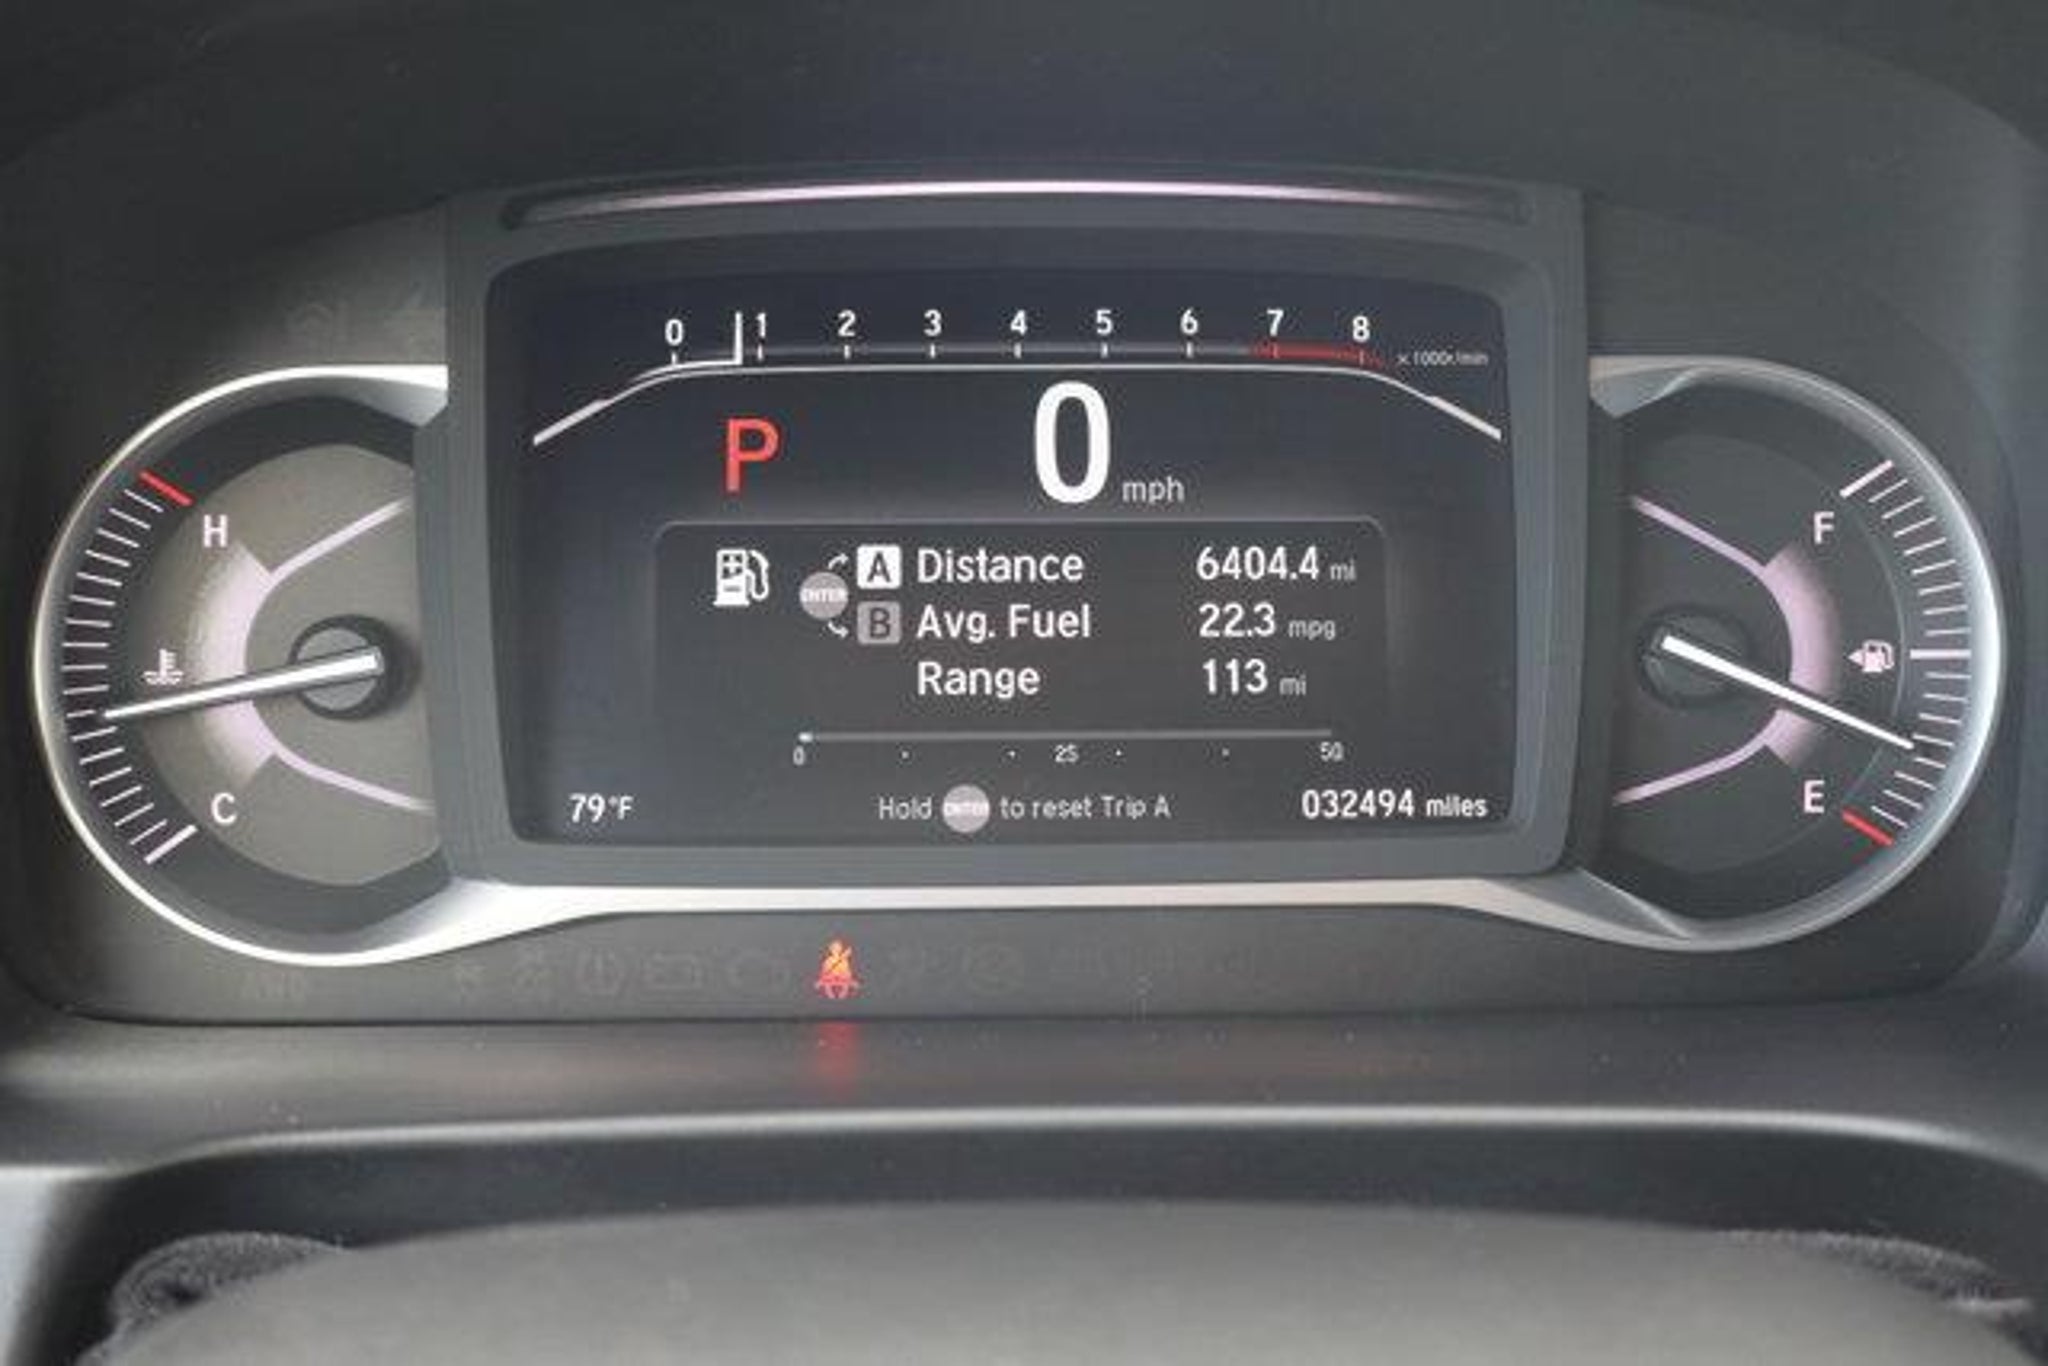 0 1 2 3 4 5 6 7 8
x1000r/min
P 0 mph
H
F
A Distance 6404.4 mi
ENTER
B Avg. Fuel 22.3 mpg
Range 113 mi
0 25 50
C
E
79°F Hold ENTER to reset Trip A 032494 miles